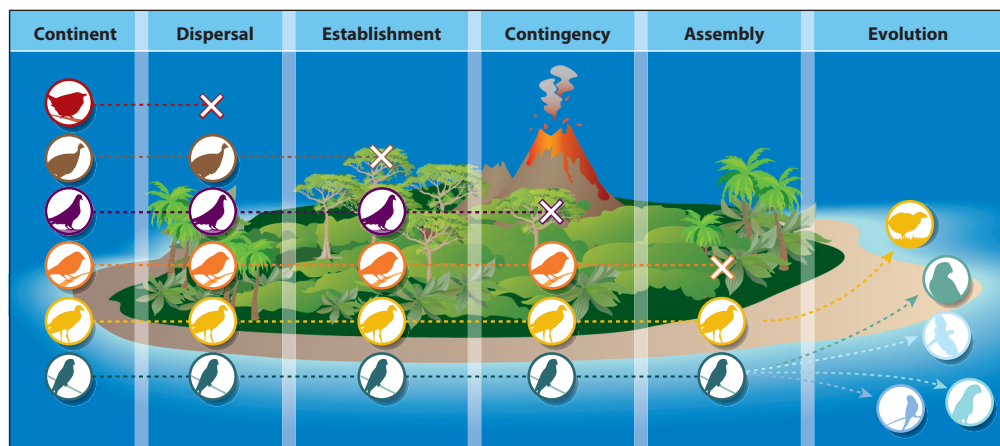 Continent
Dispersal
Establishment
Contingency
Assembly
Evolution